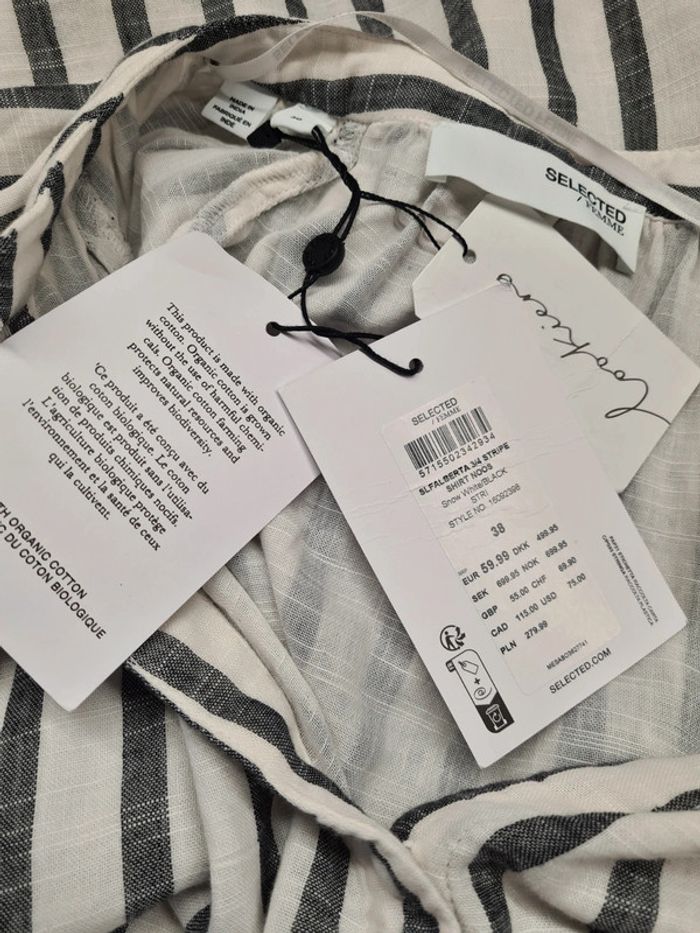 MADE IN
INDIA
FABRIQUÉ EN
INDE
SELECTED
/ FEMME
This product is made with organic
cotton. Organic cotton is grown
without the use of harmful chemi-
cals. Organic cotton farming
protects natural resources and
improves biodiversity.
'Ce produit a été conçu avec du
coton biologique. Le coton
biologique est produit sans l'utilisa-
tion de produits chimiques nocifs.
L'agriculture biologique protège
l'environnement et la santé de ceux
qui la cultivent.
ORGANIC COTTON
DU COTON BIOLOGIQUE
SELECTED
/ FEMME
5715502342934
SLFALBERTA 3/4 STRIPE
SHIRT NOOS
Snow White/BLACK
STRI
STYLE NO. 16092398
38
RRP EUR 59.99 DKK 499.95
SEK 699.95 NOK 699.95
GBP 55.00 CHF 69.90
CAD 115.00 USD 75.00
PLN 279.99
SELECTED.COM